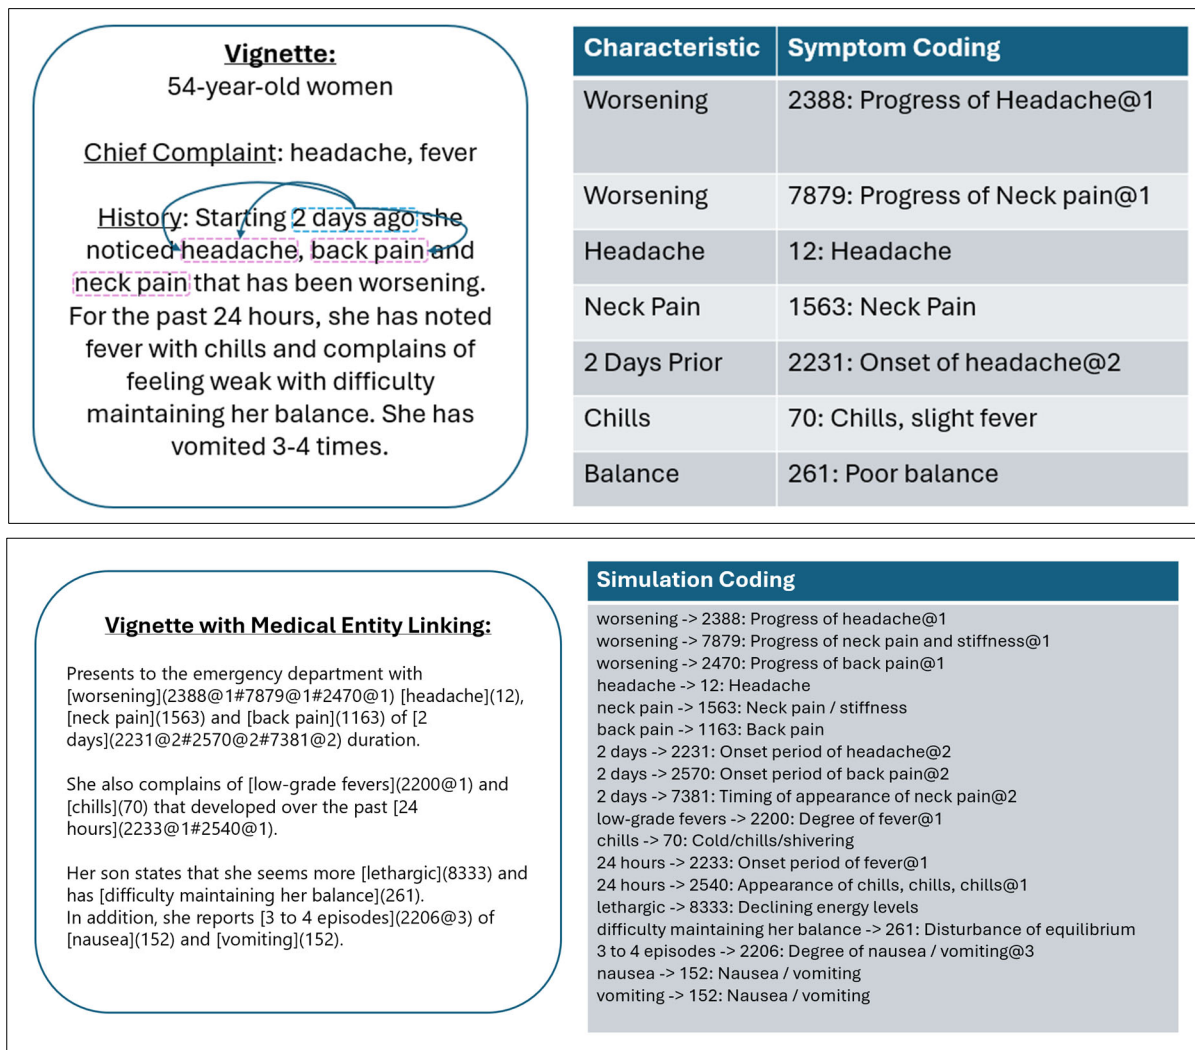 Vignette:
54-year-old women
Chief Complaint: headache, fever
History: Starting 2 days ago she
noticed headache, back pain and
neck pain that has been worsening.
For the past 24 hours, she has noted
fever with chills and complains of
feeling weak with difficulty
maintaining her balance. She has
vomited 3-4 times.
Characteristic Symptom Coding
Worsening 2388: Progress of Headache@1
Worsening 7879: Progress of Neck pain@1
Headache 12: Headache
Neck Pain 1563: Neck Pain
2 Days Prior 2231: Onset of headache@2
Chills 70: Chills, slight fever
Balance 261: Poor balance
Vignette with Medical Entity Linking:
Presents to the emergency department with
[worsening](2388@1#7879@1#2470@1) [headache](12),
[neck pain](1563) and [back pain](1163) of [2
days](2231@2#2570@2#7381@2) duration.
She also complains of [low-grade fevers](2200@1) and
[chills](70) that developed over the past [24
hours](2233@1#2540@1).
Her son states that she seems more [lethargic](8333) and
has [difficulty maintaining her balance](261).
In addition, she reports [3 to 4 episodes](2206@3) of
[nausea](152) and [vomiting](152).
Simulation Coding
worsening -> 2388: Progress of headache@1
worsening -> 7879: Progress of neck pain and stiffness@1
worsening -> 2470: Progress of back pain@1
headache -> 12: Headache
neck pain -> 1563: Neck pain / stiffness
back pain -> 1163: Back pain
2 days -> 2231: Onset period of headache@2
2 days -> 2570: Onset period of back pain@2
2 days -> 7381: Timing of appearance of neck pain@2
low-grade fevers -> 2200: Degree of fever@1
chills -> 70: Cold/chills/shivering
24 hours -> 2233: Onset period of fever@1
24 hours -> 2540: Appearance of chills, chills, chills@1
lethargic -> 8333: Declining energy levels
difficulty maintaining her balance -> 261: Disturbance of equilibrium
3 to 4 episodes -> 2206: Degree of nausea / vomiting@3
nausea -> 152: Nausea / vomiting
vomiting -> 152: Nausea / vomiting